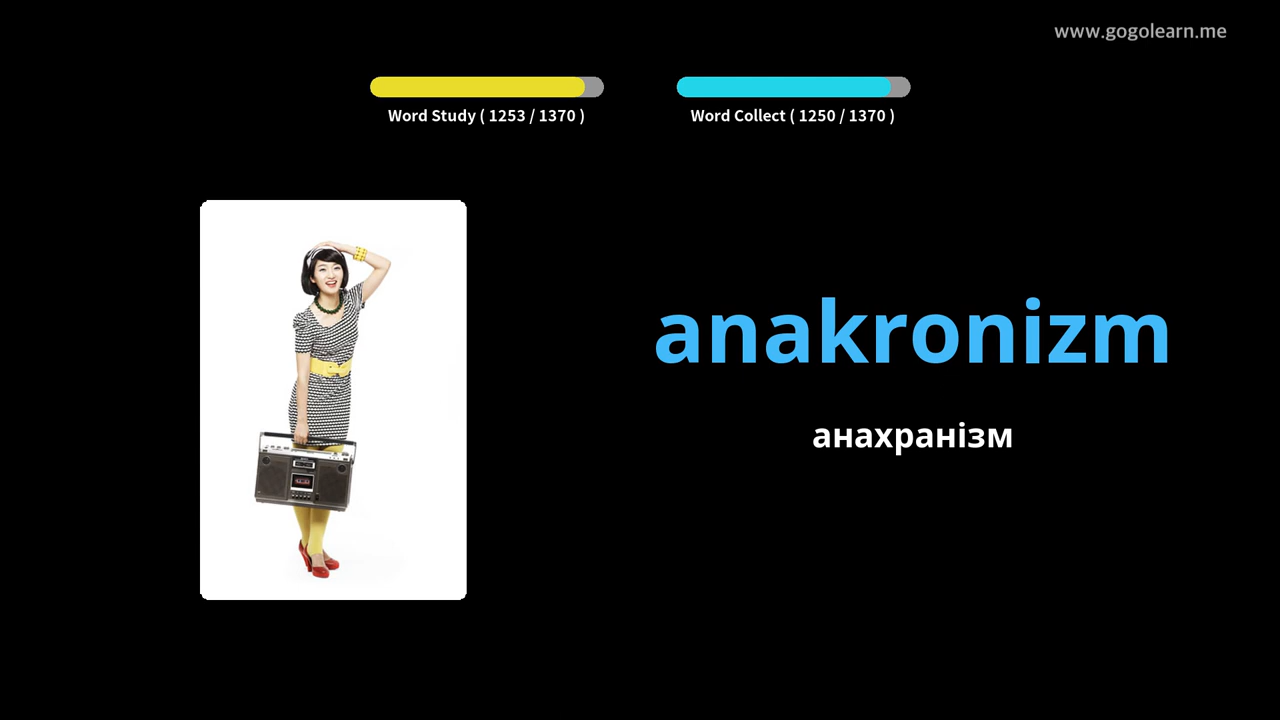 www.gogolearn.me
Word Study ( 1253 / 1370 )
Word Collect ( 1250 / 1370 )
anakronizm
анахранізм